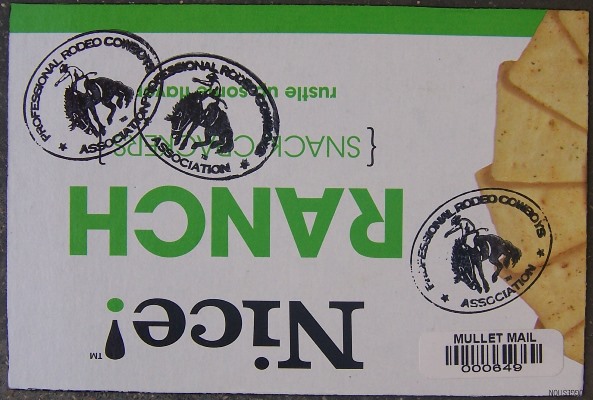 PROFESSIONAL RODEO COWBOYS
ASSOCIATION
PROFESSIONAL RODEO COWBOYS
ASSOCIATION
Nice!™
RANCH
{SNACK CRACKERS}
rustle up some flavor
PROFESSIONAL RODEO COWBOYS
ASSOCIATION
MULLET MAIL
000649